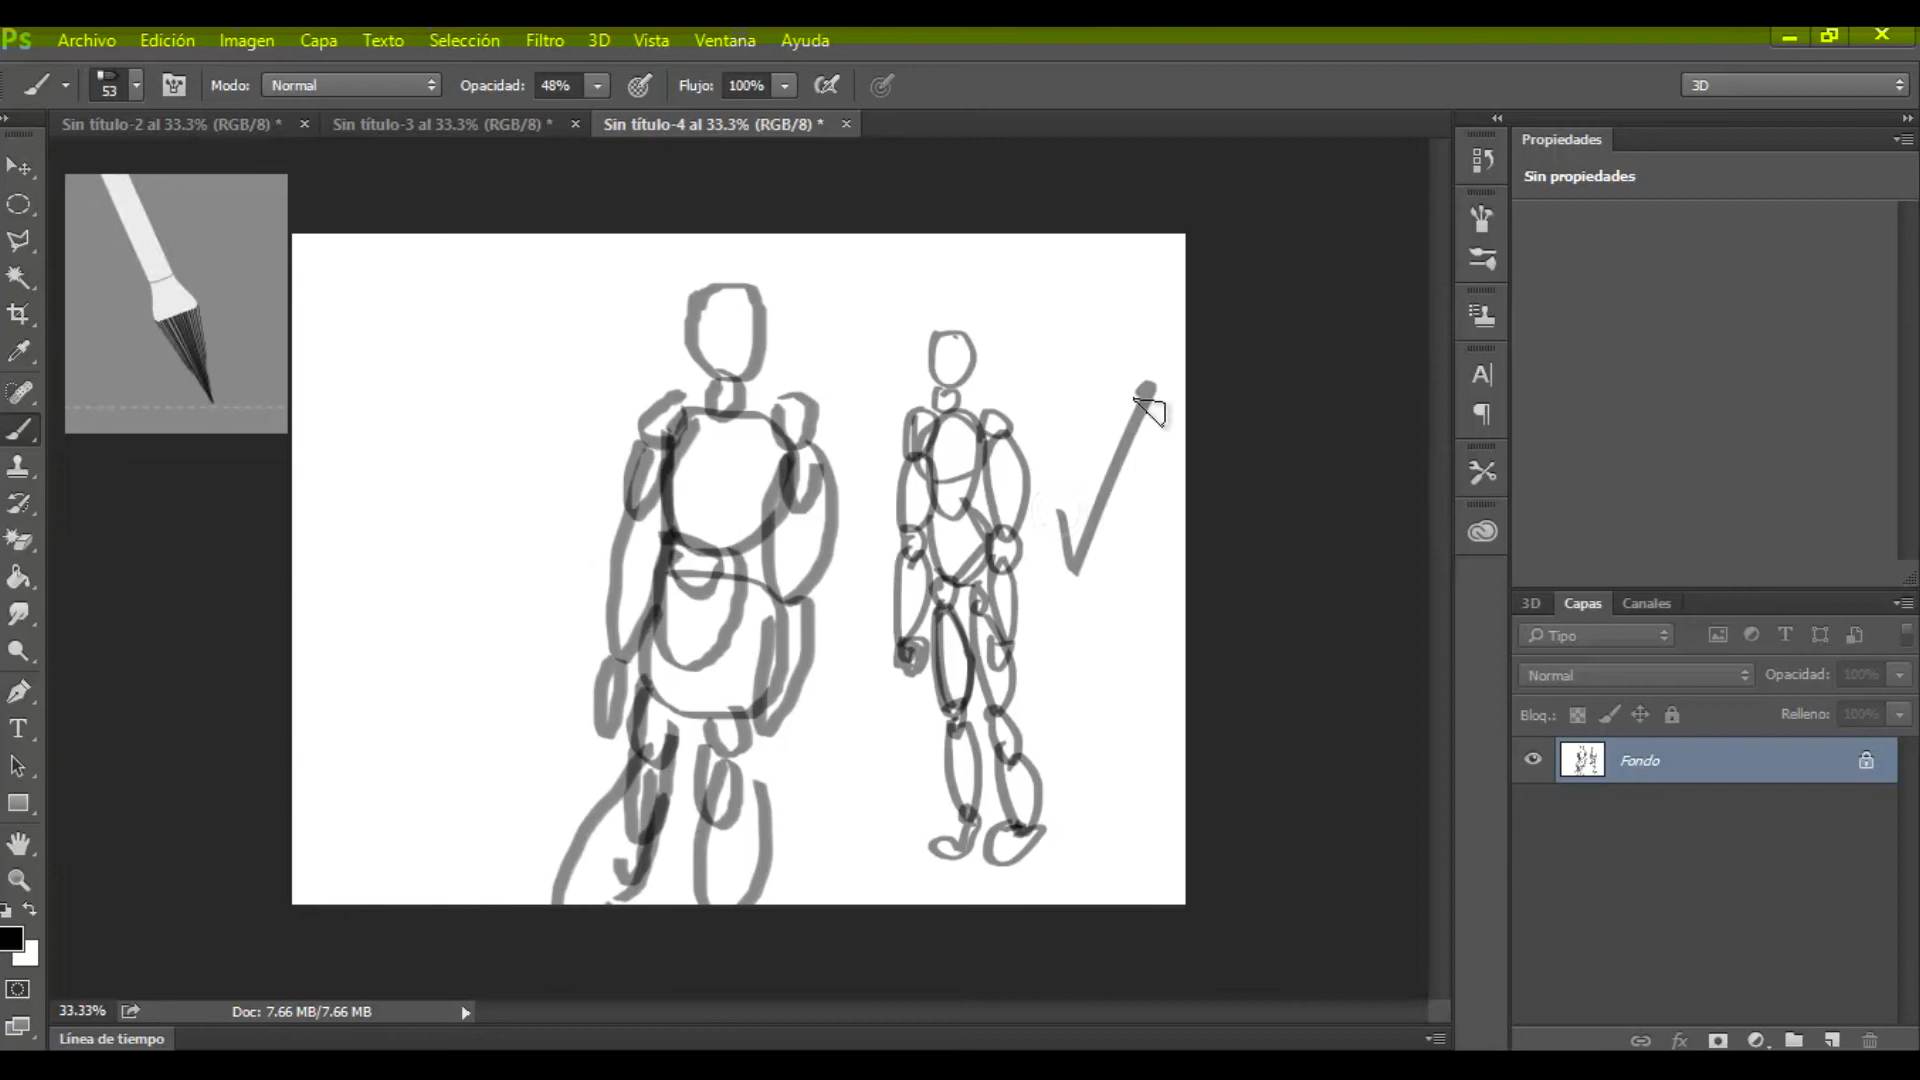 Ps Archivo Edición Imagen Capa Texto Selección Filtro 3D Vista Ventana Ayuda
53 Modo: Normal Opacidad: 48% Flujo: 100% 3D
Sin título-2 al 33.3% (RGB/8) * Sin título-3 al 33.3% (RGB/8) * Sin título-4 al 33.3% (RGB/8) *
Propiedades
Sin propiedades
3D Capas Canales
Tipo
Normal Opacidad: 100%
Bloq.: Relleno: 100%
Fondo
33.33% Doc: 7.66 MB/7.66 MB
Línea de tiempo